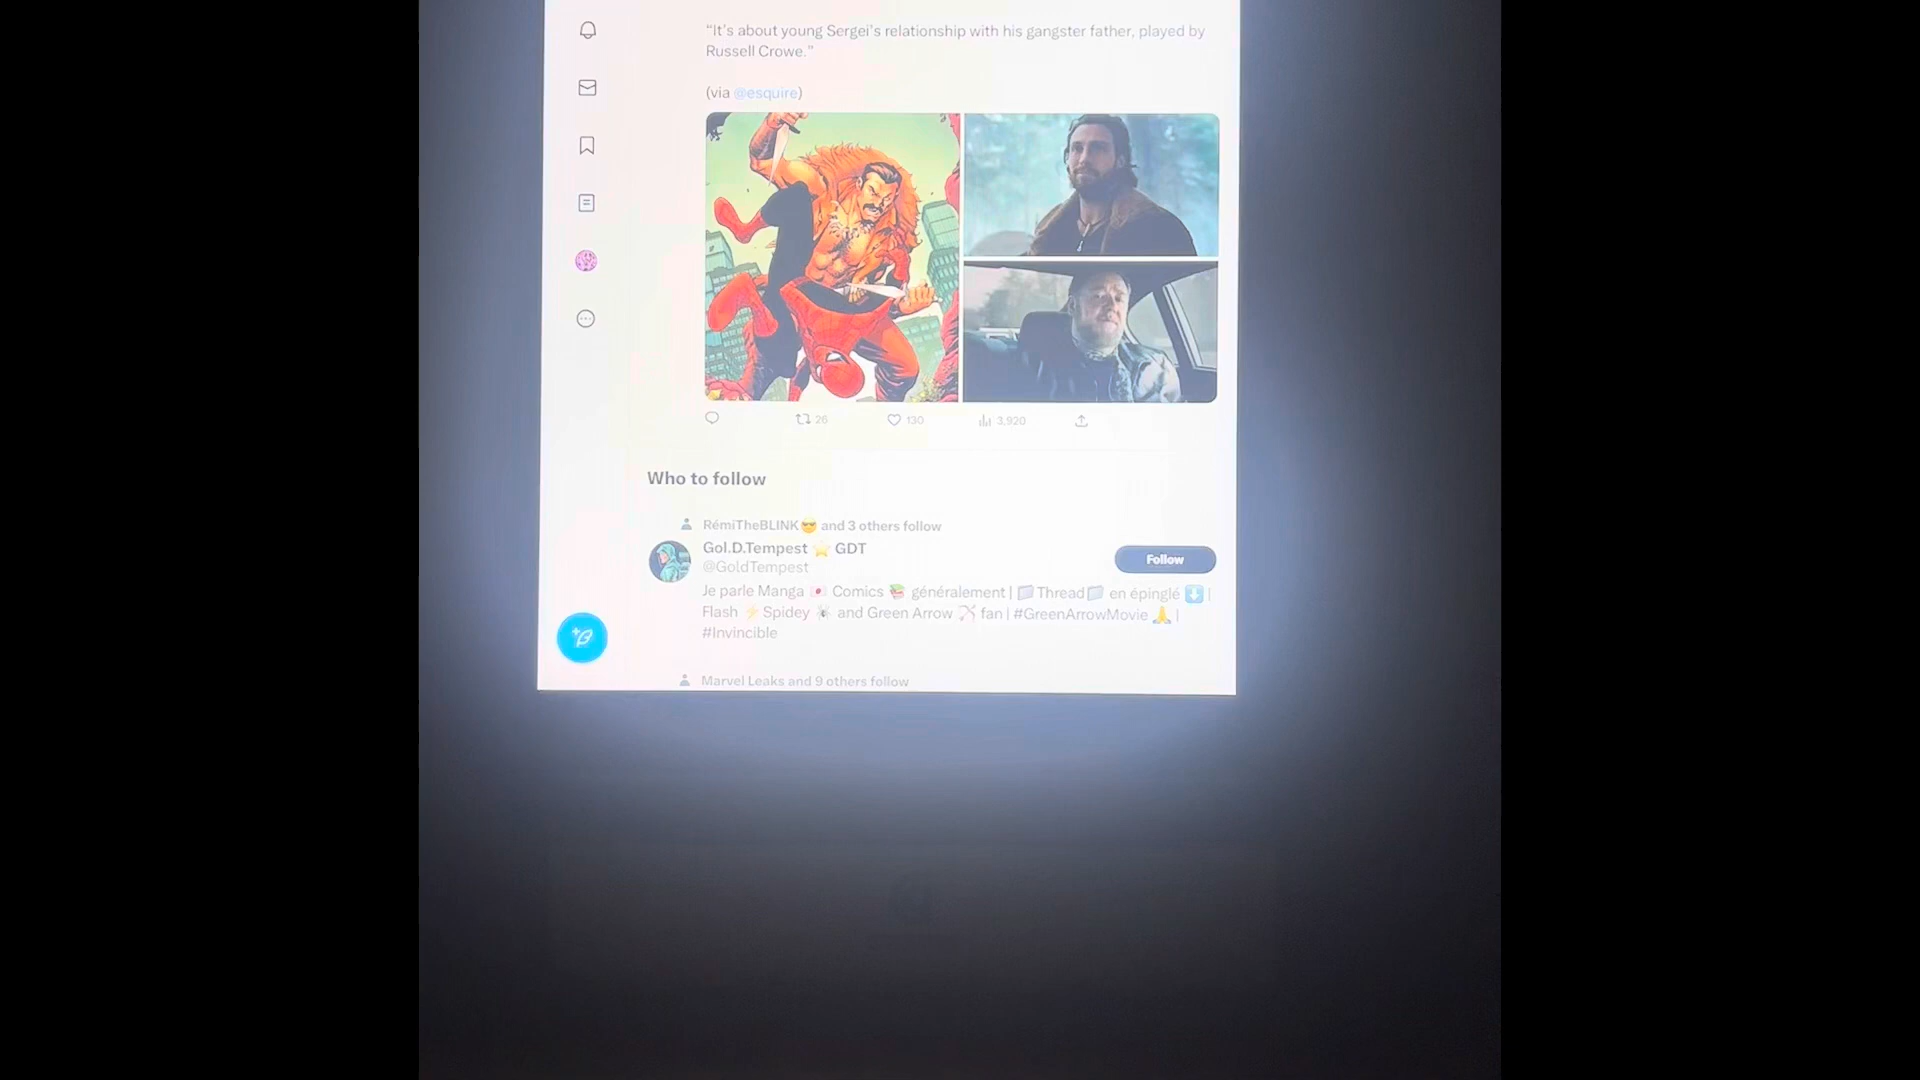 “It's about young Sergei's relationship with his gangster father, played by
Russell Crowe.”
(via @esquire)
26 130 3,920
Who to follow
RémiTheBLINK😎 and 3 others follow
Gol.D.Tempest ⭐ GDT
@GoldTempest
Follow
Je parle Manga 🇯🇵 Comics 📚 généralement | 📁Thread📁 en épinglé ⬇️ |
Flash ⚡ Spidey 🕷 and Green Arrow 🏹 fan | #GreenArrowMovie 🙏 |
#Invincible
Marvel Leaks and 9 others follow